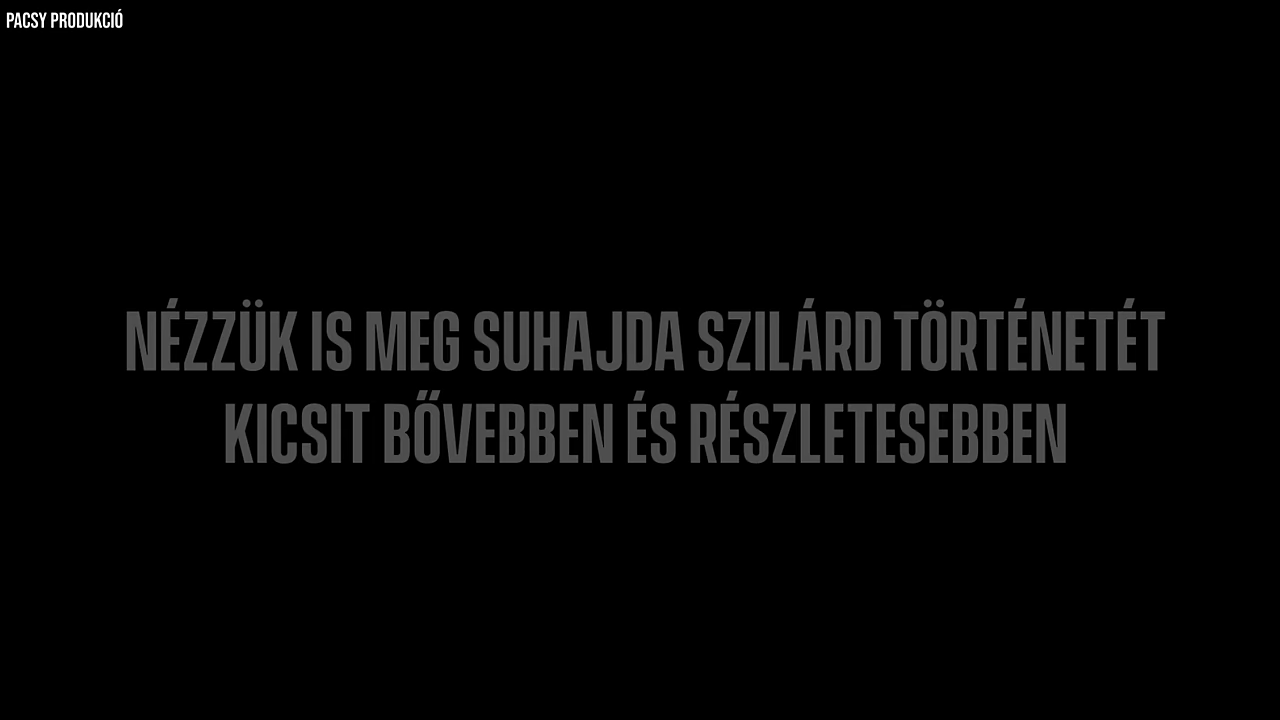 PACSY PRODUKCIÓ
NÉZZÜK IS MEG SUHAJDA SZILÁRD TÖRTÉNETÉT
KICSIT BŐVEBBEN ÉS RÉSZLETESEBBEN